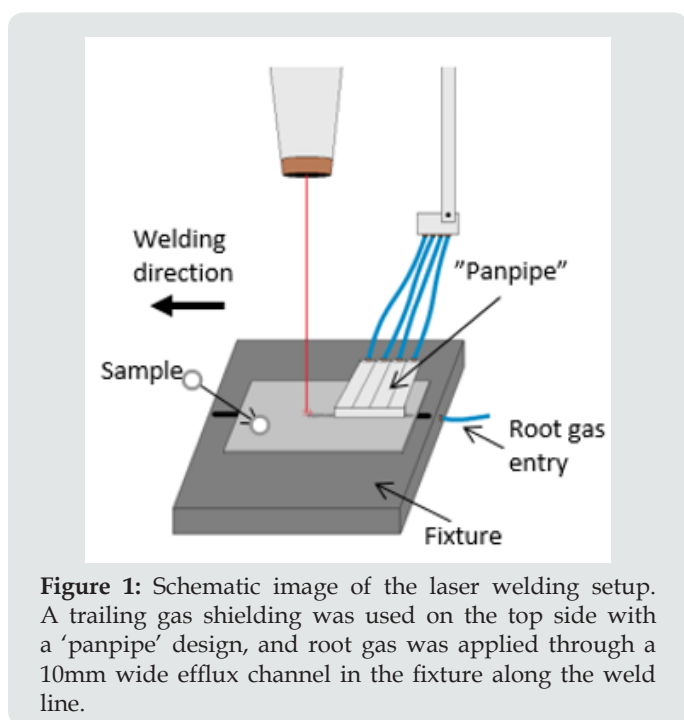 Welding
direction
"Panpipe"
Sample
Root gas
entry
Fixture
Figure 1: Schematic image of the laser welding setup.
A trailing gas shielding was used on the top side with
a ‘panpipe’ design, and root gas was applied through a
10mm wide efflux channel in the fixture along the weld
line.